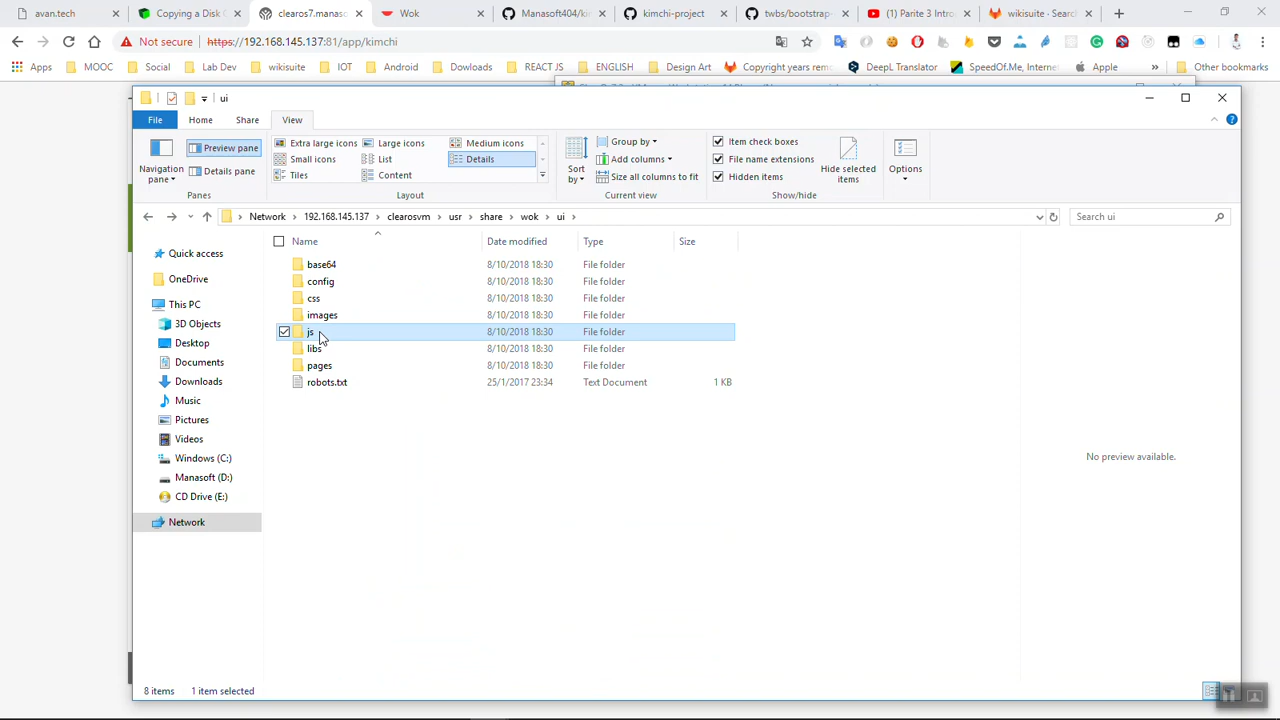 avan.tech
Copying a Disk C
clearos7.manaso
Wok
Manasoft404/kin
kimchi-project
twbs/bootstrap-
(1) Parite 3 Intro
wikisuite · Search
Not secure
https://192.168.145.137:81/app/kimchi
Apps
MOOC
Social
Lab Dev
wikisuite
IOT
Android
Dowloads
REACT JS
ENGLISH
Design Art
Copyright years rem
DeepL Translator
SpeedOf.Me, Internet
Apple
Other bookmarks
ui
File
Home
Share
View
Navigation pane
Preview pane
Details pane
Panes
Extra large icons
Large icons
Medium icons
Small icons
List
Details
Tiles
Content
Layout
Sort by
Group by
Add columns
Size all columns to fit
Current view
Item check boxes
File name extensions
Hidden items
Hide selected items
Show/hide
Options
Network > 192.168.145.137 > clearosvm > usr > share > wok > ui >
Search ui
Quick access
OneDrive
This PC
3D Objects
Desktop
Documents
Downloads
Music
Pictures
Videos
Windows (C:)
Manasoft (D:)
CD Drive (E:)
Network
Name Date modified Type Size
base64 8/10/2018 18:30 File folder
config 8/10/2018 18:30 File folder
css 8/10/2018 18:30 File folder
images 8/10/2018 18:30 File folder
js 8/10/2018 18:30 File folder
libs 8/10/2018 18:30 File folder
pages 8/10/2018 18:30 File folder
robots.txt 25/1/2017 23:34 Text Document 1 KB
No preview available.
8 items 1 item selected